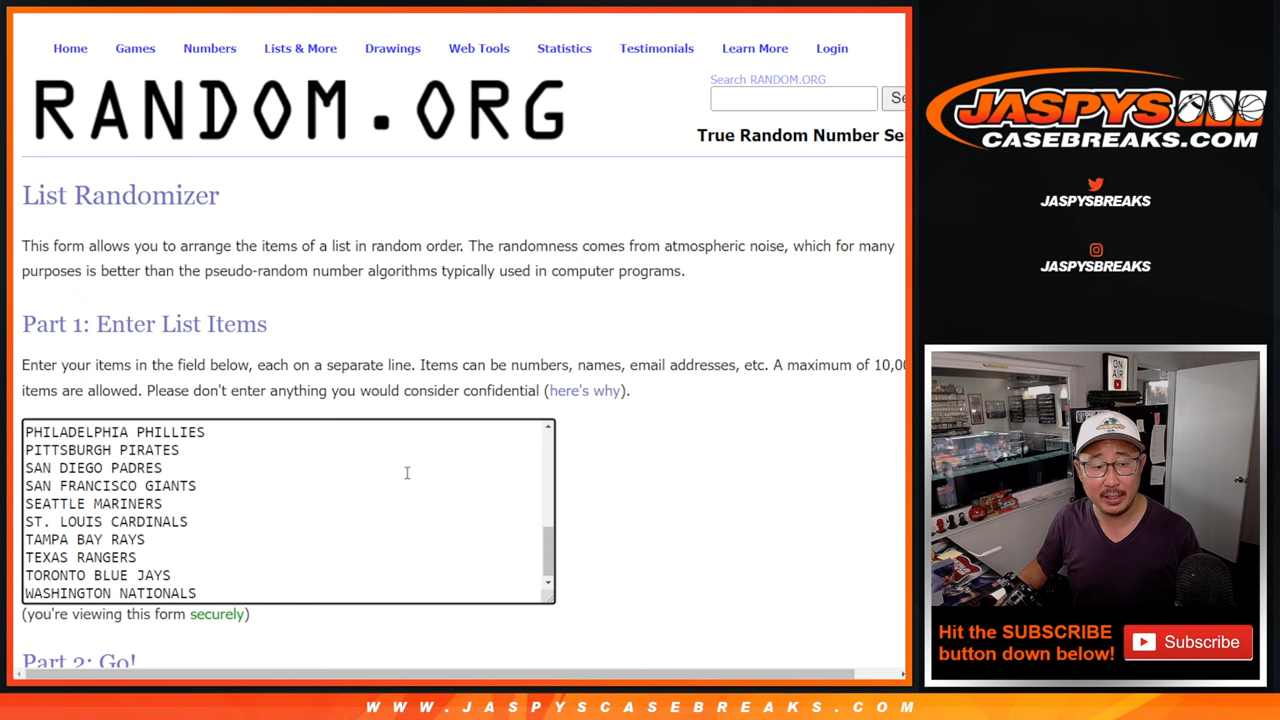 Home Games Numbers Lists & More Drawings Web Tools Statistics Testimonials Learn More Login
RANDOM.ORG
Search RANDOM.ORG
Se
True Random Number Se
List Randomizer
This form allows you to arrange the items of a list in random order. The randomness comes from atmospheric noise, which for many
purposes is better than the pseudo-random number algorithms typically used in computer programs.
Part 1: Enter List Items
Enter your items in the field below, each on a separate line. Items can be numbers, names, email addresses, etc. A maximum of 10,00
items are allowed. Please don't enter anything you would consider confidential (here's why).
PHILADELPHIA PHILLIES
PITTSBURGH PIRATES
SAN DIEGO PADRES
SAN FRANCISCO GIANTS
SEATTLE MARINERS
ST. LOUIS CARDINALS
TAMPA BAY RAYS
TEXAS RANGERS
TORONTO BLUE JAYS
WASHINGTON NATIONALS
(you're viewing this form securely)
Part 2: Go!
JASPYS
CASEBREAKS.COM
JASPYSBREAKS
JASPYSBREAKS
ON
AIR
Hit the SUBSCRIBE
button down below!
Subscribe
WWW.JASPYSCASEBREAKS.COM